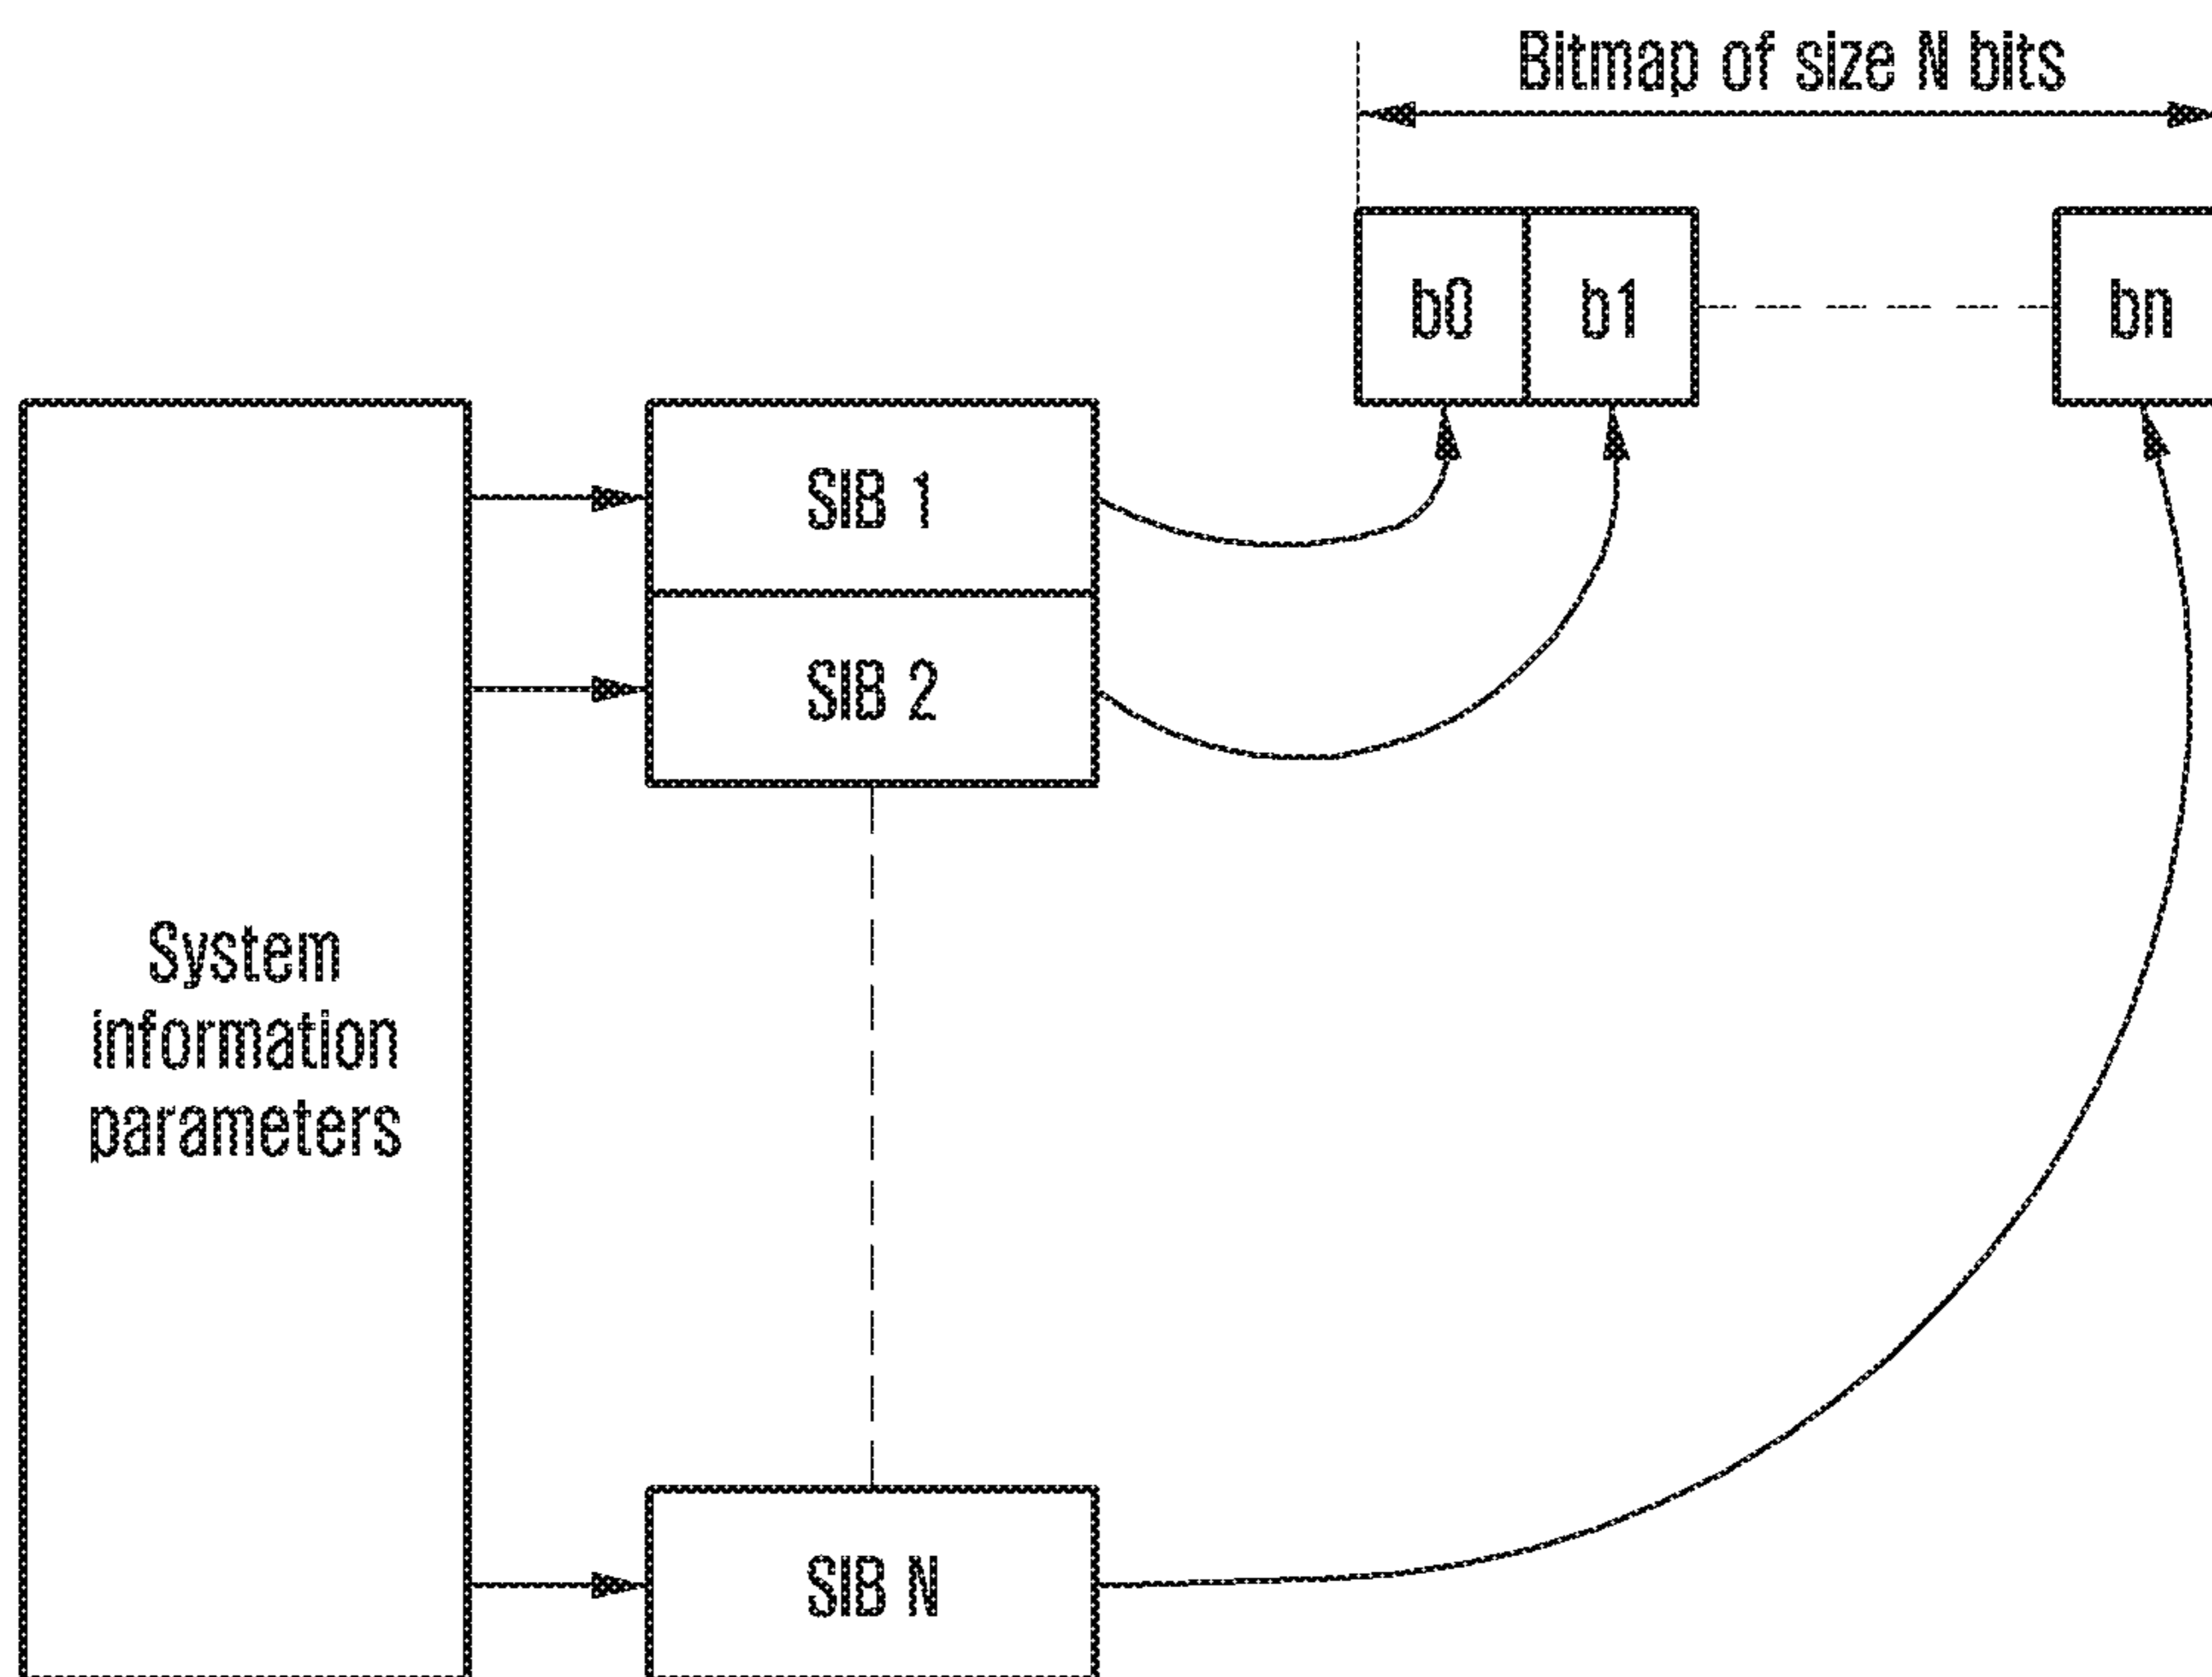 Bitmap of size N bits
b0
b1
bn
SIB 1
SIB 2
System
information
parameters
SIB N